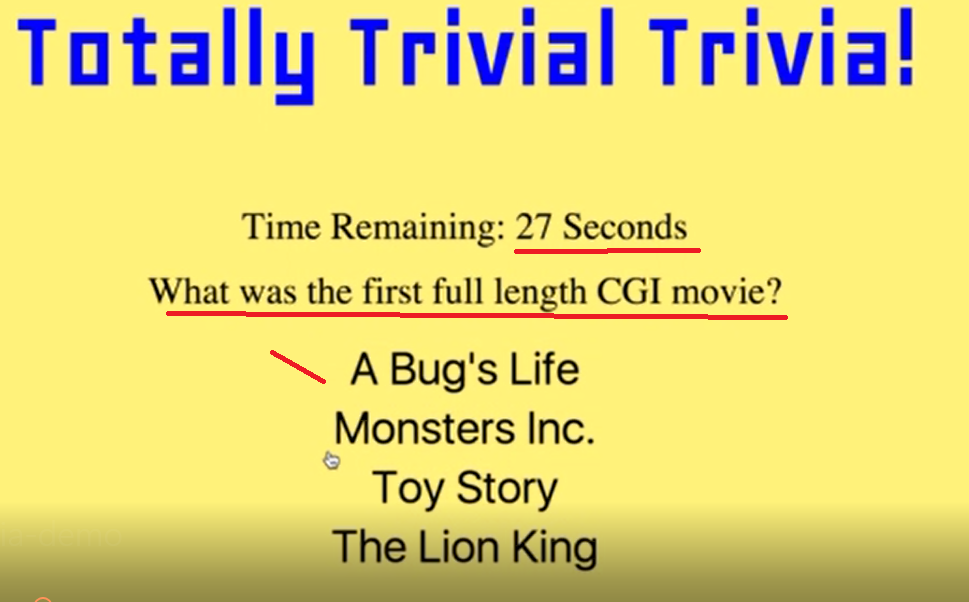 Totally Trivial Trivia!
Time Remaining: 27 Seconds
What was the first full length CGI movie?
A Bug's Life
Monsters Inc.
Toy Story
The Lion King